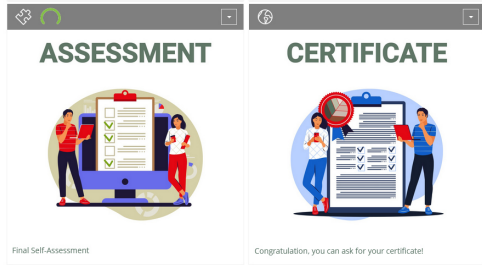 ASSESSMENT
Final Self-Assessment
CERTIFICATE
Congratulation, you can ask for your certificate!